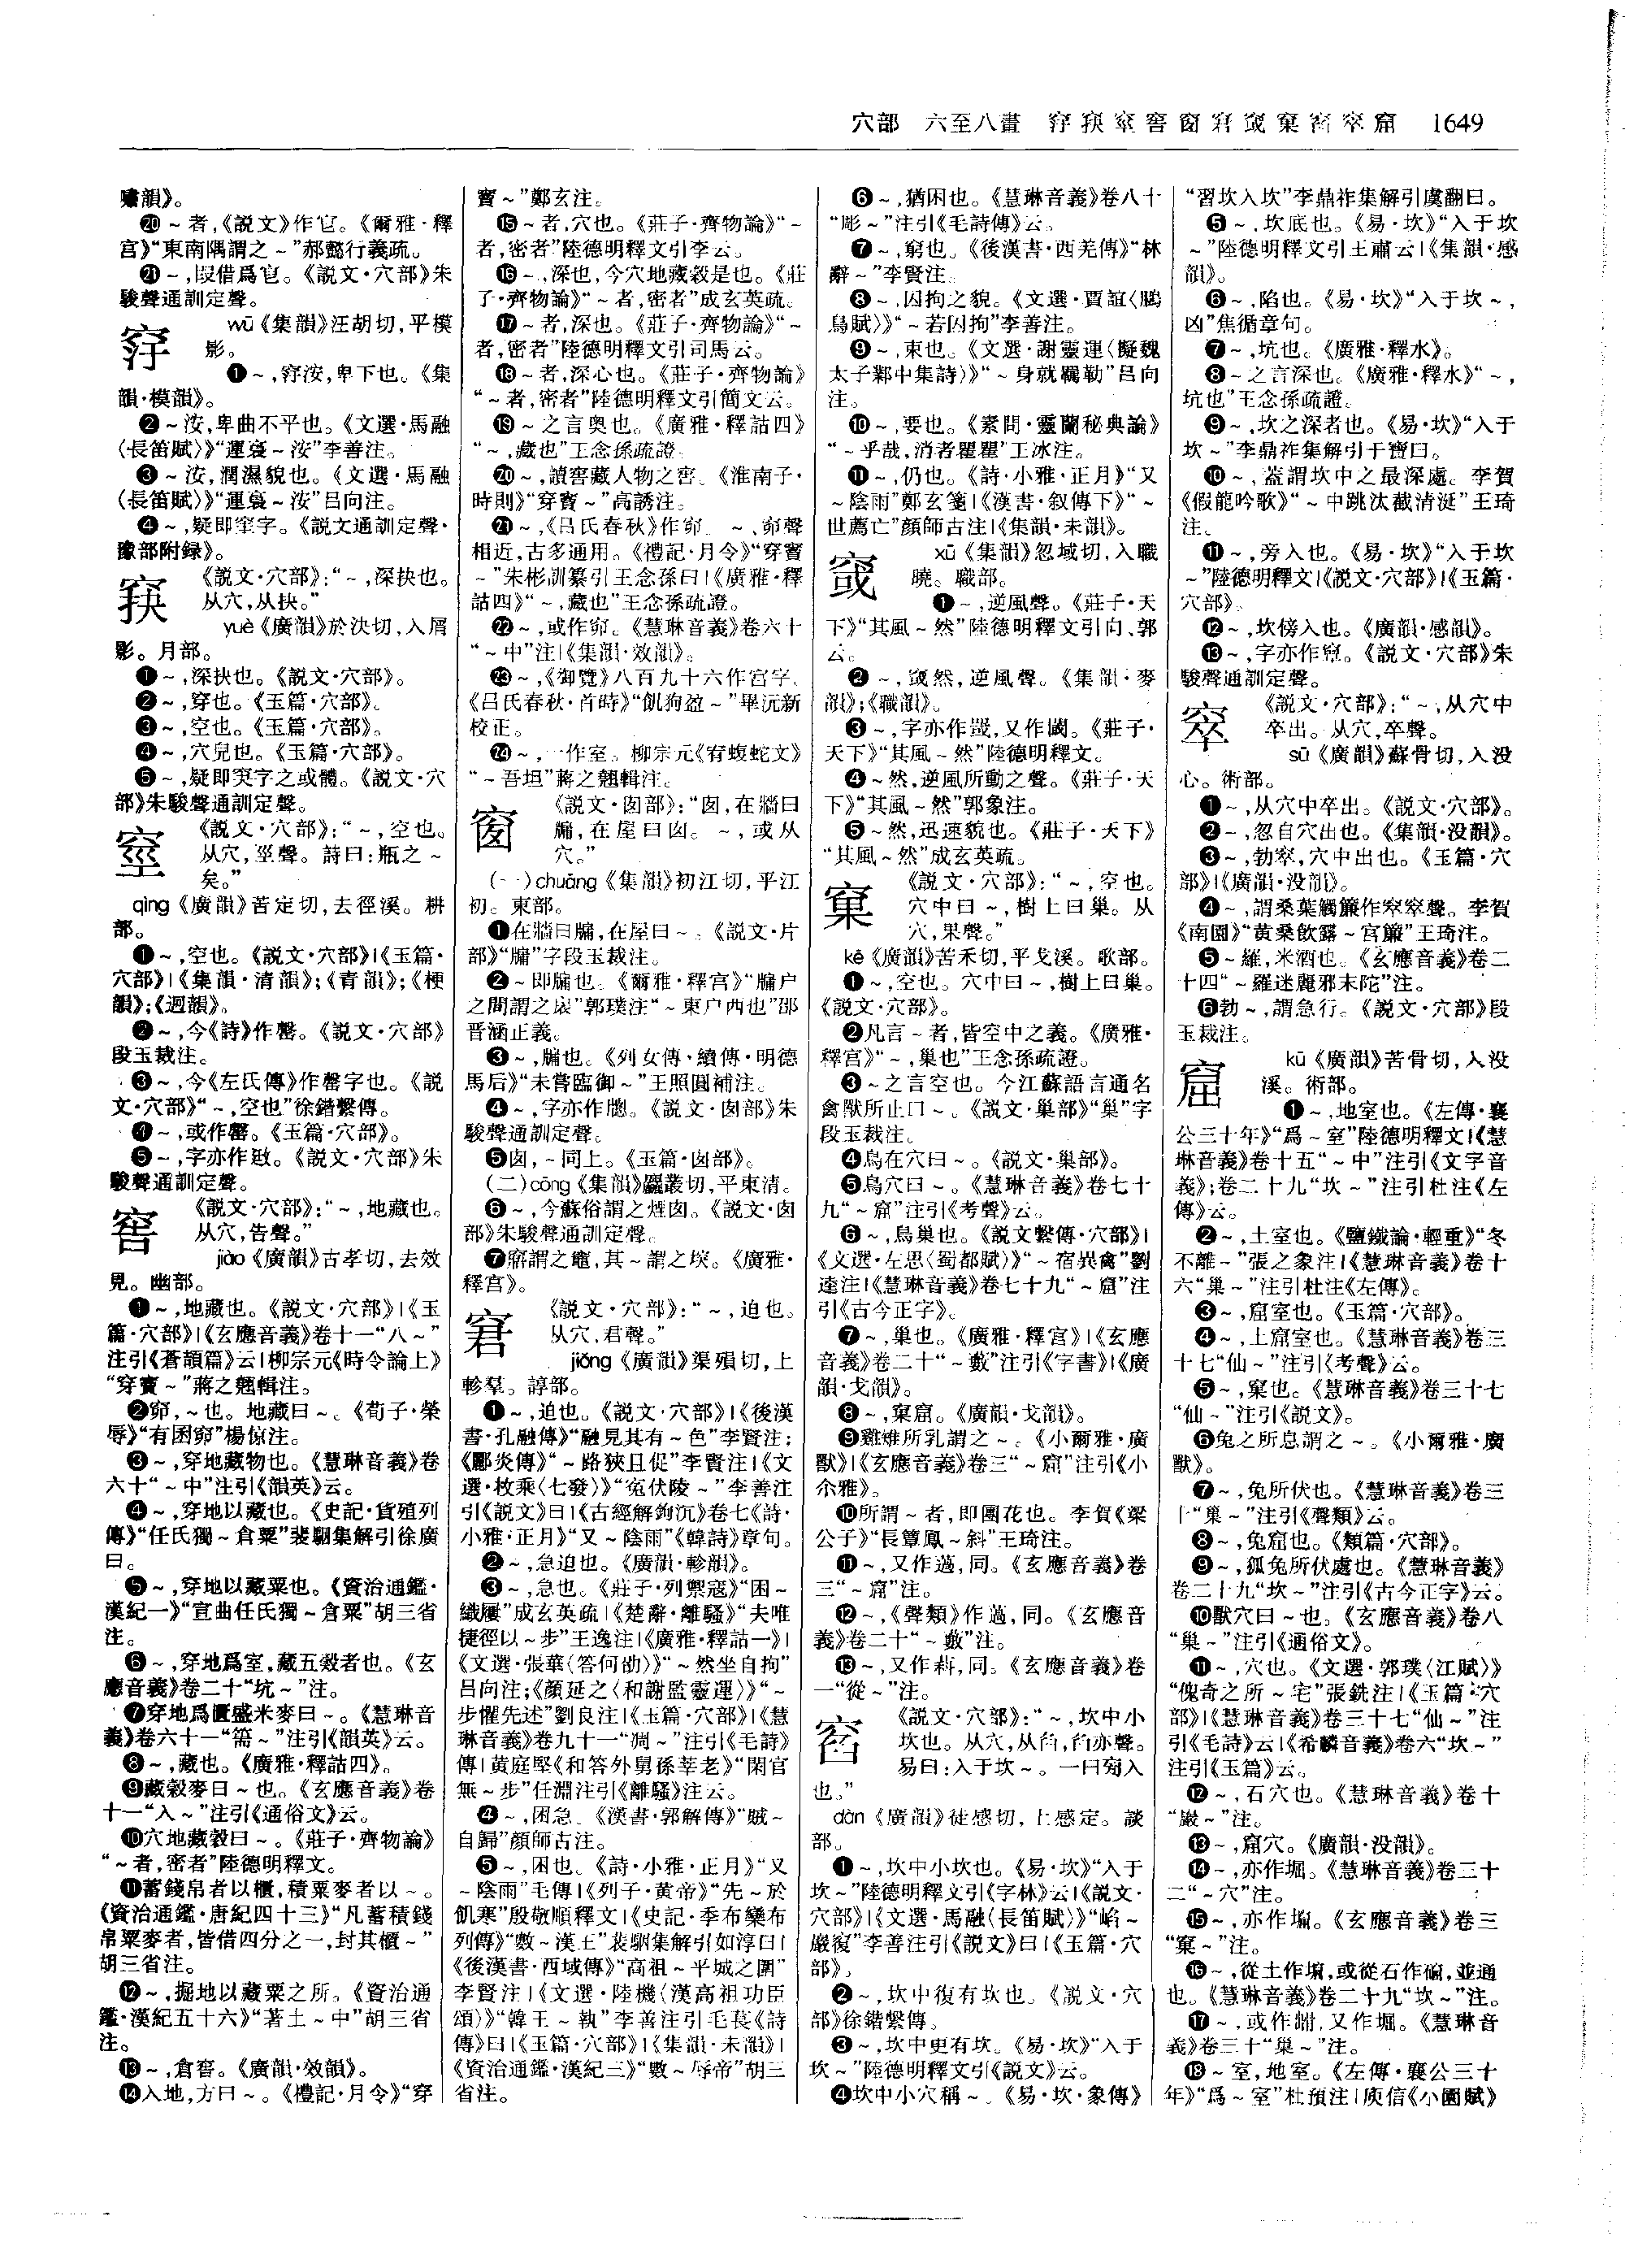 穴部 六至八畫 窏窫窒窖窗窘窢窠窞窣窟 1649
嘯韻》。
⑳~者,《説文》作㝔。《爾雅·釋
宫》“東南隅謂之~”郝懿行義疏。
㉑~,叚借爲㝔。《説文·穴部》朱
駿聲通訓定聲。
窏 wū《集韻》汪胡切,平模
影。
❶~,窏洝,卑下也。《集
韻·模韻》。
❷~洝,卑曲不平也。《文選·馬融
〈長笛賦〉》“運裛~洝”李善注。
❸~洝,潤濕貌也。《文選·馬融
〈長笛賦〉》“運裛~洝”吕向注。
❹~,疑即洼字。《説文通訓定聲·
豫部附録》。
《説文·穴部》:“~,深抉也。
从穴,从抉。”
yuè《廣韻》於決切,入屑
影。月部。
❶~,深抉也。《説文·穴部》。
❷~,穿也。《玉篇·穴部》。
❸~,空也。《玉篇·穴部》。
❹~,穴皃也。《玉篇·穴部》。
❺~,疑即突字之或體。《説文·穴
部》朱駿聲通訓定聲。
《説文·穴部》:“~,空也。
从穴,巠聲。詩曰:瓶之~
矣。”
qìng《廣韻》苦定切,去徑溪。耕
部。
❶~,空也。《説文·穴部》|《玉篇·
穴部》|《集韻·清韻》;《青韻》;《梗
韻》;《迥韻》。
❷~,今《詩》作罄。《説文·穴部》
段玉裁注。
❸~,今《左氏傳》作罄字也。《説
文·穴部》“~,空也”徐鍇繫傳。
❹~,或作罄。《玉篇·穴部》。
❺~,字亦作㲈。《説文·穴部》朱
駿聲通訓定聲。
窖 《説文·穴部》:“~,地藏也。
从穴,告聲。”
jiào《廣韻》古孝切,去效
見。幽部。
❶~,地藏也。《説文·穴部》|《玉
篇·穴部》|《玄應音義》卷十一“八~”
注引《蒼頡篇》云|柳宗元《時令論上》
“穿竇~”蔣之翹輯注。
❷窌,~也。地藏曰~。《荀子·榮
辱》“有囷窌”楊倞注。
❸~,穿地藏物也。《慧琳音義》卷
六十“~中”注引《韻英》云。
❹~,穿地以藏也。《史記·貨殖列
傳》“任氏獨~倉粟”裴駰集解引徐廣
曰。
❺~,穿地以藏粟也。《資治通鑑·
漢紀一》“宣曲任氏獨~倉粟”胡三省
注。
❻~,穿地爲室,藏五穀者也。《玄
應音義》卷二十“坑~”注。
❼穿地爲匱盛米麥曰~。《慧琳音
義》卷六十一“篅~”注引《韻英》云。
❽~,藏也。《廣雅·釋詁四》。
❾藏穀麥曰~也。《玄應音義》卷
十一“入~”注引《通俗文》云。
❿穴地藏穀曰~。《莊子·齊物論》
“~者,密者”陸德明釋文。
⓫蓄錢帛者以櫃,積粟麥者以~。
《資治通鑑·唐紀四十三》“凡蓄積錢
帛粟麥者,皆借四分之一,封其櫃~”
胡三省注。
⓬~,掘地以藏粟之所。《資治通
鑑·漢紀五十六》“著土~中”胡三省
注。
⓭~,倉窖。《廣韻·效韻》。
⓮入地,方曰~。《禮記·月令》“穿
竇~”鄭玄注。
⓯~者,穴也。《莊子·齊物論》“~
者,密者”陸德明釋文引李云。
⓰~,深也,今穴地藏穀是也。《莊
子·齊物論》“~者,密者”成玄英疏。
⓱~者,深也。《莊子·齊物論》“~
者,密者”陸德明釋文引司馬云。
⓲~者,深心也。《莊子·齊物論》
“~者,密者”陸德明釋文引簡文云。
⓳~之言奥也。《廣雅·釋詁四》
“~,藏也”王念孫疏證。
⓴~,讀窖藏人物之窖。《淮南子·
時則》“穿竇~”高誘注。
㉑~,《吕氏春秋》作窌。~、窌聲
相近,古多通用。《禮記·月令》“穿竇
~”朱彬訓纂引王念孫曰|《廣雅·釋
詁四》“~,藏也”王念孫疏證。
㉒~,或作窌。《慧琳音義》卷六十
“~中”注|《集韻·效韻》。
㉓~,《御覽》八百九十六作宫字。
《吕氏春秋·首時》“飢狗盈~”畢沅新
校正。
㉔~,一作室。柳宗元《宥蝮蛇文》
“~吾垣”蔣之翹輯注。
窗 《説文·囱部》:“囱,在牆曰
牖,在屋曰囱。~,或从
穴。”
(一)chuāng《集韻》初江切,平江
初。東部。
❶在牆曰牖,在屋曰~。《説文·片
部》“牖”字段玉裁注。
❷~即牖也。《爾雅·釋宫》“牖户
之間謂之扆”郭璞注“~東户西也”邵
晉涵正義。
❸~,牖也。《列女傳·續傳·明德
馬后》“未嘗臨御~”王照圓補注。
❹~,字亦作牕。《説文·囱部》朱
駿聲通訓定聲。
❺囱,~同上。《玉篇·囱部》。
(二)cōng《集韻》麤叢切,平東清。
❻~,今蘇俗謂之煙囱。《説文·囱
部》朱駿聲通訓定聲。
❼窹謂之竈,其~謂之堗。《廣雅·
釋宫》。
窘 《説文·穴部》:“~,迫也。
从穴,君聲。”
jiǒng《廣韻》渠殞切,上
軫羣。諄部。
❶~,迫也。《説文·穴部》|《後漢
書·孔融傳》“融見其有~色”李賢注;
《酈炎傳》“~路狹且促”李賢注|《文
選·枚乘〈七發〉》“寃伏陵~”李善注
引《説文》曰|《古經解鉤沉》卷七《詩·
小雅·正月》“又~陰雨”《韓詩》章句。
❷~,急迫也。《廣韻·軫韻》。
❸~,急也。《莊子·列禦寇》“困~
織屨”成玄英疏|《楚辭·離騷》“夫唯
捷徑以~步”王逸注|《廣雅·釋詁一》|
《文選·張華〈答何劭〉》“~然坐自拘”
吕向注;《顔延之〈和謝監靈運〉》“~
步懼先述”劉良注|《玉篇·穴部》|《慧
琳音義》卷九十一“凋~”注引《毛詩》
傳|黄庭堅《和答外舅孫莘老》“閑官
無~步”任淵注引《離騷》注云。
❹~,困急。《漢書·郭解傳》“賊~
自歸”顔師古注。
❺~,困也。《詩·小雅·正月》“又
~陰雨”毛傳|《列子·黄帝》“先~於
飢寒”殷敬順釋文|《史記·季布欒布
列傳》“數~漢王”裴駰集解引如淳曰|
《後漢書·西域傳》“高祖~平城之圍”
李賢注|《文選·陸機〈漢高祖功臣
頌〉》“韓王~執”李善注引毛萇《詩
傳》曰|《玉篇·穴部》|《集韻·未韻》|
《資治通鑑·漢紀三》“數~辱帝”胡三
省注。
❻~,猶困也。《慧琳音義》卷八十
“彫~”注引《毛詩傳》云。
❼~,窮也。《後漢書·西羌傳》“林
辭~”李賢注。
❽~,囚拘之貌。《文選·賈誼〈鵩
鳥賦〉》“~若囚拘”李善注。
❾~,束也。《文選·謝靈運〈擬魏
太子鄴中集詩〉》“~身就羈勒”吕向
注。
❿~,要也。《素問·靈蘭秘典論》
“~乎哉,消者瞿瞿”王冰注。
⓫~,仍也。《詩·小雅·正月》“又
~陰雨”鄭玄箋|《漢書·叙傳下》“~
世薦亡”顔師古注|《集韻·未韻》。
窢 xū《集韻》忽域切,入職
曉。職部。
❶~,逆風聲。《莊子·天
下》“其風~然”陸德明釋文引向、郭
云。
❷~,窢然,逆風聲。《集韻·麥
韻》;《職韻》。
❸~,字亦作䘆,又作閾。《莊子·
天下》“其風~然”陸德明釋文。
❹~然,逆風所動之聲。《莊子·天
下》“其風~然”郭象注。
❺~然,迅速貌也。《莊子·天下》
“其風~然”成玄英疏。
窠 《説文·穴部》:“~,空也。
穴中曰~,樹上曰巢。从
穴,果聲。”
kē《廣韻》苦禾切,平戈溪。歌部。
❶~,空也。穴中曰~,樹上曰巢。
《説文·穴部》。
❷凡言~者,皆空中之義。《廣雅·
釋宫》“~,巢也”王念孫疏證。
❸~之言空也。今江蘇語言通名
禽獸所止曰~。《説文·巢部》“巢”字
段玉裁注。
❹鳥在穴曰~。《説文·巢部》。
❺鳥穴曰~。《慧琳音義》卷七十
九“~窟”注引《考聲》云。
❻~,鳥巢也。《説文繫傳·穴部》|
《文選·左思〈蜀都賦〉》“~宿異禽”劉
逵注|《慧琳音義》卷七十九“~窟”注
引《古今正字》。
❼~,巢也。《廣雅·釋宫》|《玄應
音義》卷二十“~藪”注引《字書》|《廣
韻·戈韻》。
❽~,窠窟。《廣韻·戈韻》。
❾雞雉所乳謂之~。《小爾雅·廣
獸》|《玄應音義》卷三“~窟”注引《小
尒雅》。
❿所謂~者,即團花也。李賀《梁
公子》“長簟鳳~斜”王琦注。
⓫~,又作薖,同。《玄應音義》卷
三“~窟”注。
⓬~,《聲類》作薖,同。《玄應音
義》卷二十“~藪”注。
⓭~,又作萪,同。《玄應音義》卷
一“從~”注。
窞 《説文·穴部》:“~,坎中小
坎也。从穴,从臽,臽亦聲。
易曰:入于坎~。一曰旁入
也。”
dàn《廣韻》徒感切,上感定。談
部。
❶~,坎中小坎也。《易·坎》“入于
坎~”陸德明釋文引《字林》云|《説文·
穴部》|《文選·馬融〈長笛賦〉》“㟏~
巖㟲”李善注引《説文》曰|《玉篇·穴
部》。
❷~,坎中復有坎也。《説文·穴
部》徐鍇繫傳。
❸~,坎中更有坎。《易·坎》“入于
坎~”陸德明釋文引《説文》云。
❹坎中小穴稱~。《易·坎·象傳》
“習坎入坎”李鼎祚集解引虞翻曰。
❺~,坎底也。《易·坎》“入于坎
~”陸德明釋文引王肅云|《集韻·感
韻》。
❻~,陷也。《易·坎》“入于坎~,
凶”焦循章句。
❼~,坑也。《廣雅·釋水》。
❽~之言深也。《廣雅·釋水》“~,
坑也”王念孫疏證。
❾~,坎之深者也。《易·坎》“入于
坎~”李鼎祚集解引干寶曰。
❿~,蓋謂坎中之最深處。李賀
《假龍吟歌》“~中跳汰截清涎”王琦
注。
⓫~,旁入也。《易·坎》“入于坎
~”陸德明釋文|《説文·穴部》|《玉篇·
穴部》。
⓬~,坎傍入也。《廣韻·感韻》。
⓭~,字亦作窞。《説文·穴部》朱
駿聲通訓定聲。
窣 《説文·穴部》:“~,从穴中
卒出。从穴,卒聲。
sū《廣韻》蘇骨切,入没
心。術部。
❶~,从穴中卒出。《説文·穴部》。
❷~,忽自穴出也。《集韻·没韻》。
❸~,勃窣,穴中出也。《玉篇·穴
部》|《廣韻·没韻》。
❹~,謂桑葉觸簾作窣窣聲。李賀
《南園》“黄桑飲露~宫簾”王琦注。
❺~羅,米酒也。《玄應音義》卷二
十四“~羅迷麗邪末陀”注。
❻勃~,謂急行。《説文·穴部》段
玉裁注。
窟 kū《廣韻》苦骨切,入没
溪。術部。
❶~,地室也。《左傳·襄
公三十年》“爲~室”陸德明釋文|《慧
琳音義》卷十五“~中”注引《文字音
義》;卷二十九“坎~”注引杜注《左
傳》云。
❷~,土室也。《鹽鐵論·輕重》“冬
不離~”張之象注|《慧琳音義》卷十
六“巢~”注引杜注《左傳》。
❸~,窟室也。《玉篇·穴部》。
❹~,土窟室也。《慧琳音義》卷三
十七“仙~”注引《考聲》云。
❺~,窠也。《慧琳音義》卷三十七
“仙~”注引《説文》。
❻兔之所息謂之~。《小爾雅·廣
獸》。
❼~,兔所伏也。《慧琳音義》卷三
十“巢~”注引《聲類》云。
❽~,兔窟也。《類篇·穴部》。
❾~,狐兔所伏處也。《慧琳音義》
卷二十九“坎~”注引《古今正字》云。
❿獸穴曰~也。《玄應音義》卷八
“巢~”注引《通俗文》。
⓫~,穴也。《文選·郭璞〈江賦〉》
“傀奇之所~宅”張銑注|《玉篇·穴
部》|《慧琳音義》卷三十七“仙~”注
引《毛詩》云|《希麟音義》卷六“坎~”
注引《玉篇》云。
⓬~,石穴也。《慧琳音義》卷十
“巖~”注。
⓭~,窟穴。《廣韻·没韻》。
⓮~,亦作堀。《慧琳音義》卷三十
二“~穴”注。
⓯~,亦作𡑣。《玄應音義》卷三
“窠~”注。
⓰~,從土作堀,或從石作𥓋,並通
也。《慧琳音義》卷二十九“坎~”注。
⓱~,或作𧿺,又作堀。《慧琳音
義》卷三十“巢~”注。
⓲~室,地室。《左傳·襄公三十
年》“爲~室”杜預注|庾信《小園賦》